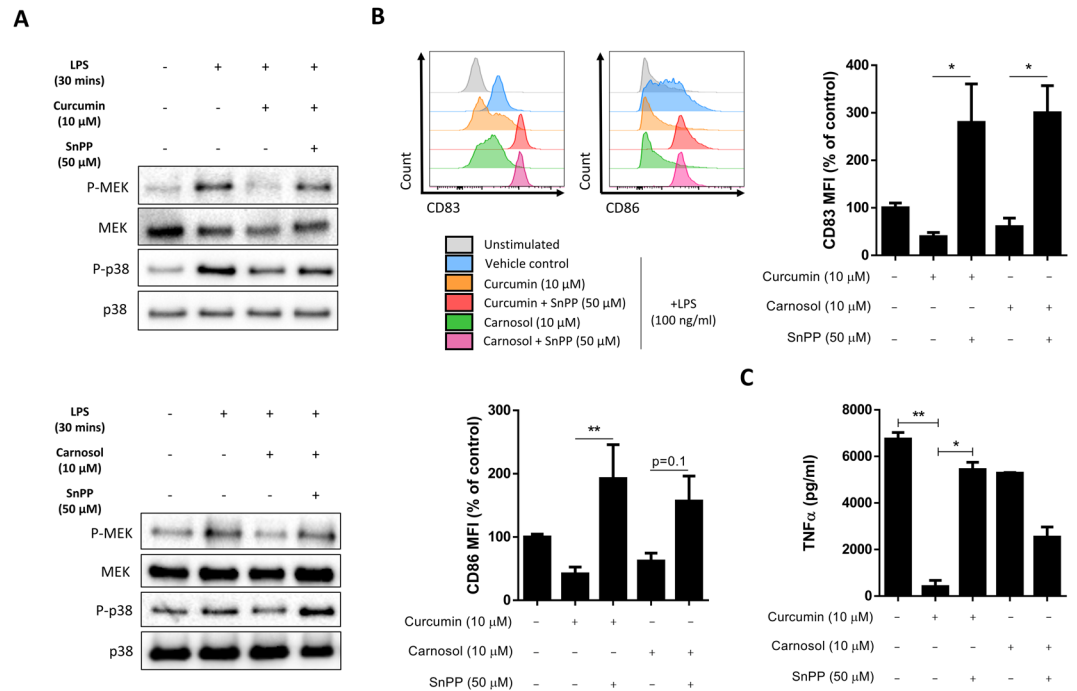 A
LPS - + + +
(30 mins)
Curcumin - - + +
(10 μM)
SnPP - - - +
(50 μM)
P-MEK
MEK
P-p38
p38
LPS - + + +
(30 mins)
Carnosol - - + +
(10 μM)
SnPP - - - +
(50 μM)
P-MEK
MEK
P-p38
p38
B
Count
CD83
Count
CD86
Unstimulated
Vehicle control
Curcumin (10 μM)
Curcumin + SnPP (50 μM)
Carnosol (10 μM)
Carnosol + SnPP (50 μM)
+LPS
(100 ng/ml)
CD83 MFI (% of control)
400
300
200
100
0
* *
Curcumin (10 μM) - + + - -
Carnosol (10 μM) - - - + +
SnPP (50 μM) - - + - +
CD86 MFI (% of control)
300
200
100
0
** p=0.1
Curcumin (10 μM) - + + - -
Carnosol (10 μM) - - - + +
SnPP (50 μM) - - + - +
C
TNFα (pg/ml)
8000
6000
4000
2000
0
** *
Curcumin (10 μM) - + + - -
Carnosol (10 μM) - - - + +
SnPP (50 μM) - - + - +